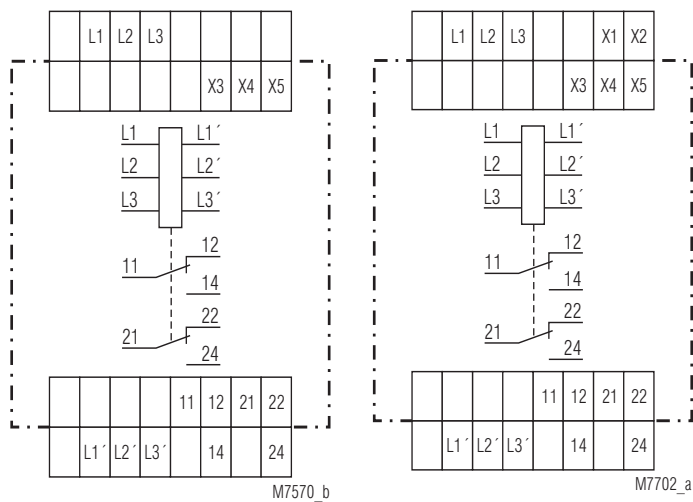 L1 L2 L3
X3 X4 X5
L1 L1´
L2 L2´
L3 L3´
12
11
14
22
21
24
11 12 21 22
L1´ L2´ L3´ 14 24
M7570_b
L1 L2 L3 X1 X2
X3 X4 X5
L1 L1´
L2 L2´
L3 L3´
12
11
14
22
21
24
11 12 21 22
L1´ L2´ L3´ 14 24
M7702_a